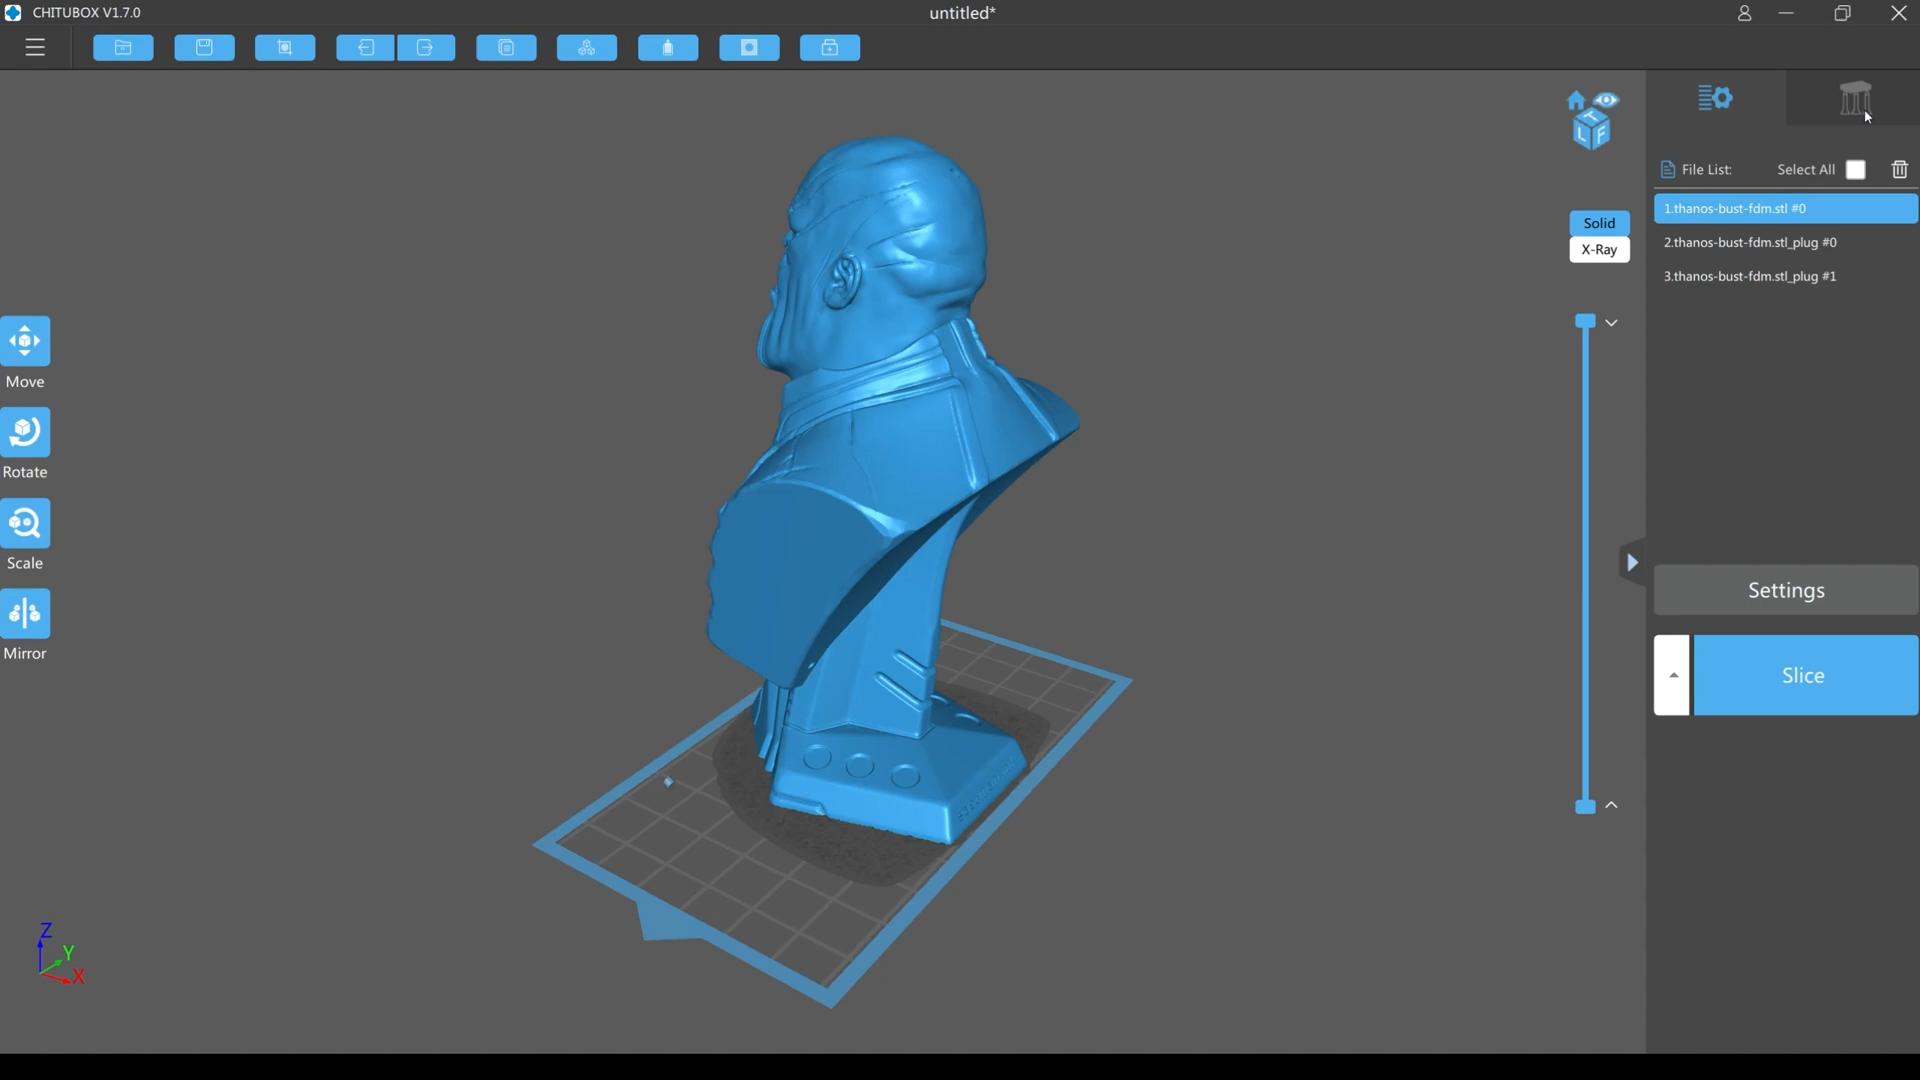 CHITUBOX V1.7.0
untitled*
T
L F
File List:
Select All
1.thanos-bust-fdm.stl #0
2.thanos-bust-fdm.stl_plug #0
3.thanos-bust-fdm.stl_plug #1
Solid
X-Ray
Move
Rotate
Scale
Mirror
Settings
Slice
Z
Y
X